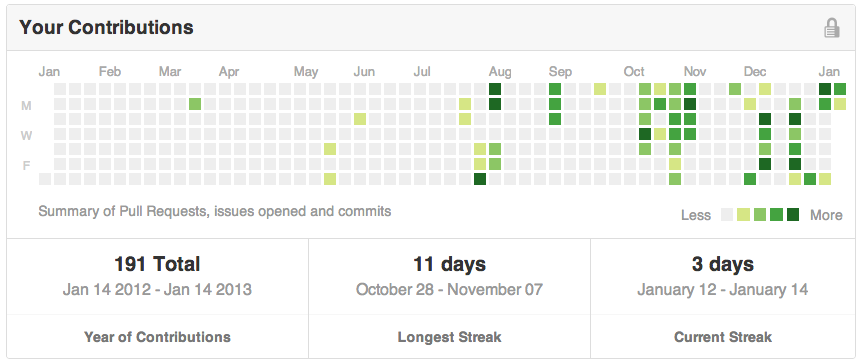 Your Contributions
Jan Feb Mar Apr May Jun Jul Aug Sep Oct Nov Dec Jan
M
W
F
Summary of Pull Requests, issues opened and commits
Less More
191 Total
Jan 14 2012 - Jan 14 2013
Year of Contributions
11 days
October 28 - November 07
Longest Streak
3 days
January 12 - January 14
Current Streak